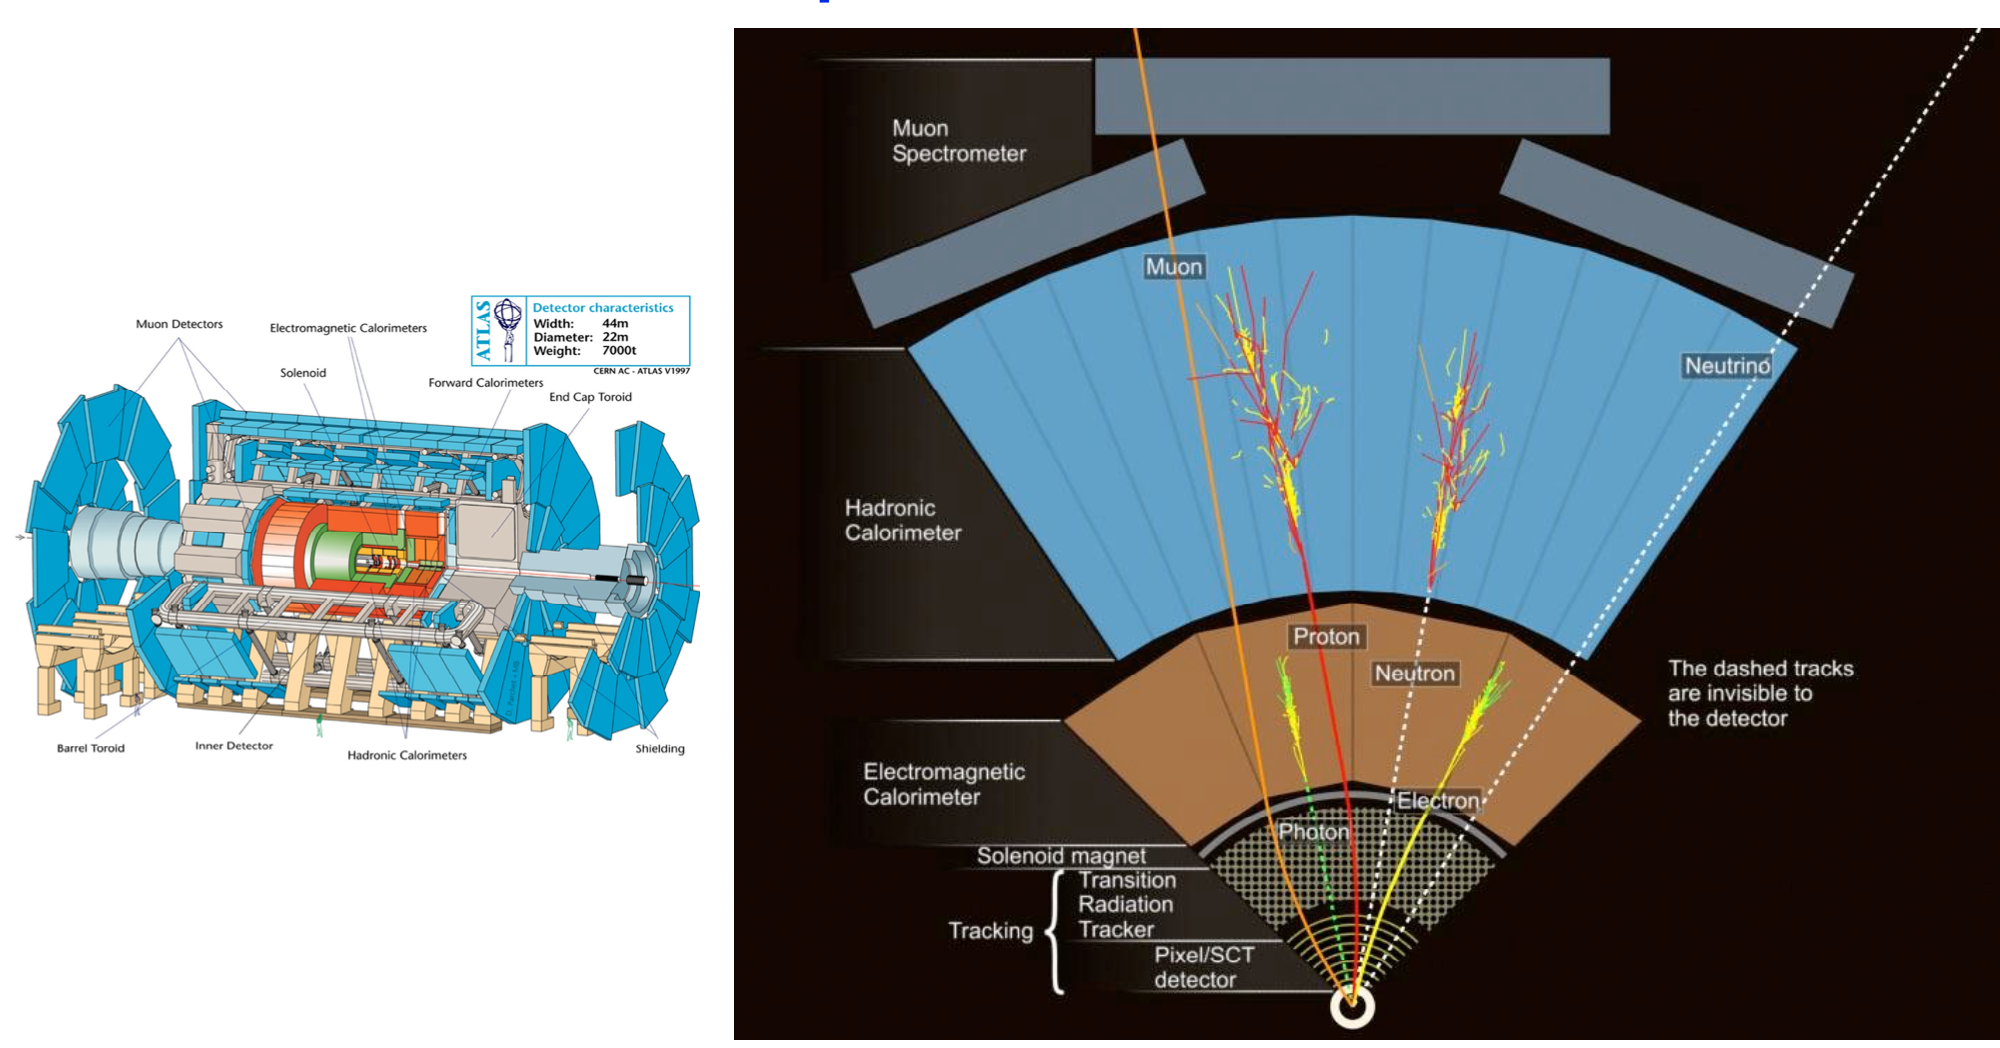 ATLAS
Detector characteristics
Width: 44m
Diameter: 22m
Weight: 7000t
CERN AC - ATLAS V1997
Muon Detectors
Electromagnetic Calorimeters
Solenoid
Forward Calorimeters
End Cap Toroid
Barrel Toroid
Inner Detector
Hadronic Calorimeters
Shielding
Muon
Spectrometer
Muon
Neutrino
Hadronic
Calorimeter
Proton
Neutron
The dashed tracks
are invisible to
the detector
Electromagnetic
Calorimeter
Electron
Photon
Solenoid magnet
Transition
Radiation
Tracker
Tracking
Pixel/SCT
detector